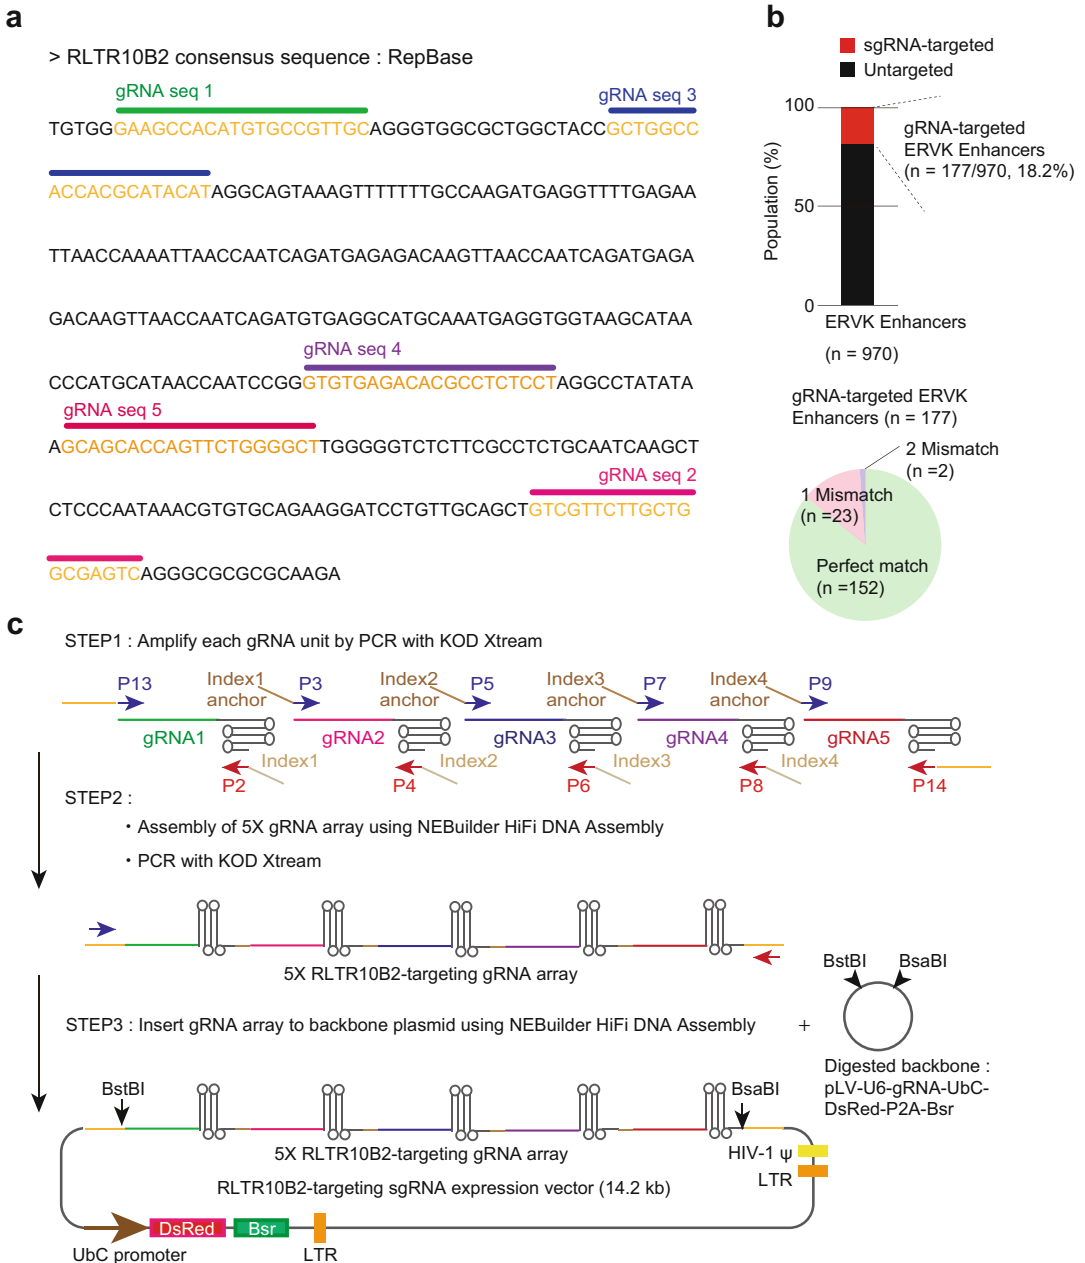 a
> RLTR10B2 consensus sequence : RepBase
gRNA seq 1
gRNA seq 3
TGTGGGAAGCCACATGTGCCGTTGCAGGGTGGCGCTGGCTACCGCTGGCC
ACCACGCATACATAGGCAGTAAAGTTTTTTTGCCAAGATGAGGTTTTGAGAA
TTAACCAAAATTAACCAATCAGATGAGAGACAAGTTAACCAATCAGATGAGA
GACAAGTTAACCAATCAGATGTGAGGCATGCAAATGAGGTGGTAAGCATAA
gRNA seq 4
CCCATGCATAACCAATCCGGGTGTGAGACACGCCTCTCCTAGGCCTATATA
gRNA seq 5
AGCAGCACCAGTTCTGGGGCTTGGGGGTCTCTTCGCCTCTGCAATCAAGCT
gRNA seq 2
CTCCCAATAAACGTGTGCAGAAGGATCCTGTTGCAGCTGTCGTTCTTGCTG
GCGAGTCAGGGCGCGCGCAAGA
b
sgRNA-targeted
Untargeted
100
50
0
Population (%)
gRNA-targeted
ERVK Enhancers
(n = 177/970, 18.2%)
ERVK Enhancers
(n = 970)
gRNA-targeted ERVK
Enhancers (n = 177)
2 Mismatch
(n =2)
1 Mismatch
(n =23)
Perfect match
(n =152)
c
STEP1 : Amplify each gRNA unit by PCR with KOD Xtream
P13
Index1
anchor
P3
Index2
anchor
P5
Index3
anchor
P7
Index4
anchor
P9
gRNA1
gRNA2
gRNA3
gRNA4
gRNA5
Index1
Index2
Index3
Index4
P2
P4
P6
P8
P14
STEP2 :
・Assembly of 5X gRNA array using NEBuilder HiFi DNA Assembly
・PCR with KOD Xtream
5X RLTR10B2-targeting gRNA array
BstBI
BsaBI
STEP3 : Insert gRNA array to backbone plasmid using NEBuilder HiFi DNA Assembly
+
Digested backbone :
pLV-U6-gRNA-UbC-
DsRed-P2A-Bsr
BstBI
BsaBI
5X RLTR10B2-targeting gRNA array
HIV-1 ψ
LTR
RLTR10B2-targeting sgRNA expression vector (14.2 kb)
DsRed
Bsr
UbC promoter
LTR